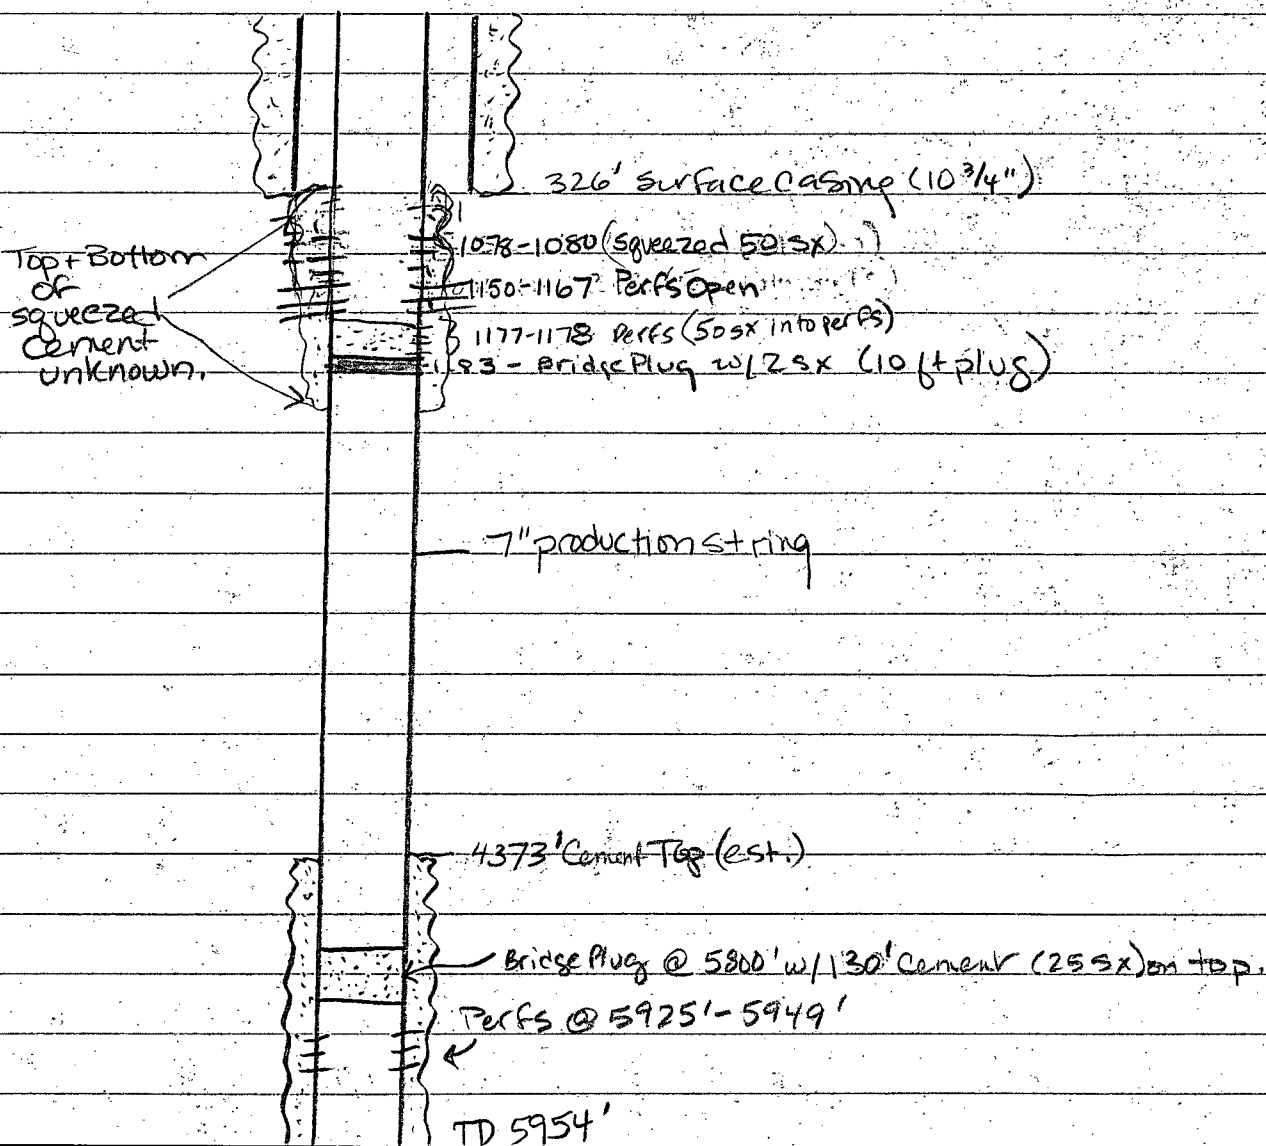 326' Surface Casing (10 3/4")
1078-1080 (squeezed 50 sx)
1150-1167 Perfs Open
1177-1178 Perfs (50 sx into perfs)
1183 - Bridge Plug w/2 sx (10 ft plug)
Top + Bottom
of
squeezed
cement
unknown.
7" production string
4373' Cement Top (est.)
Bridge Plug @ 5800' w/130' Cement (25 sx) on top.
Perfs @ 5925'-5949'
TD 5954'